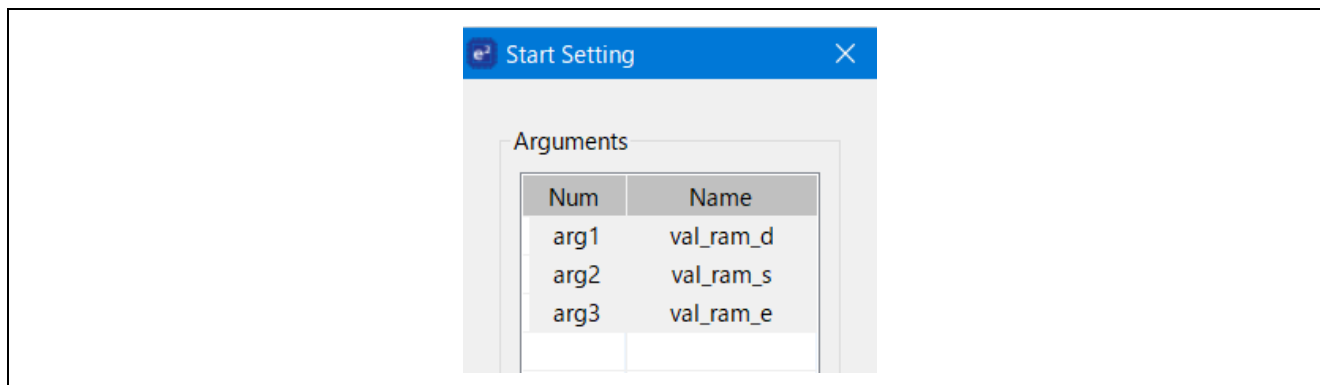 e² Start Setting
Arguments
Num Name
arg1 val_ram_d
arg2 val_ram_s
arg3 val_ram_e